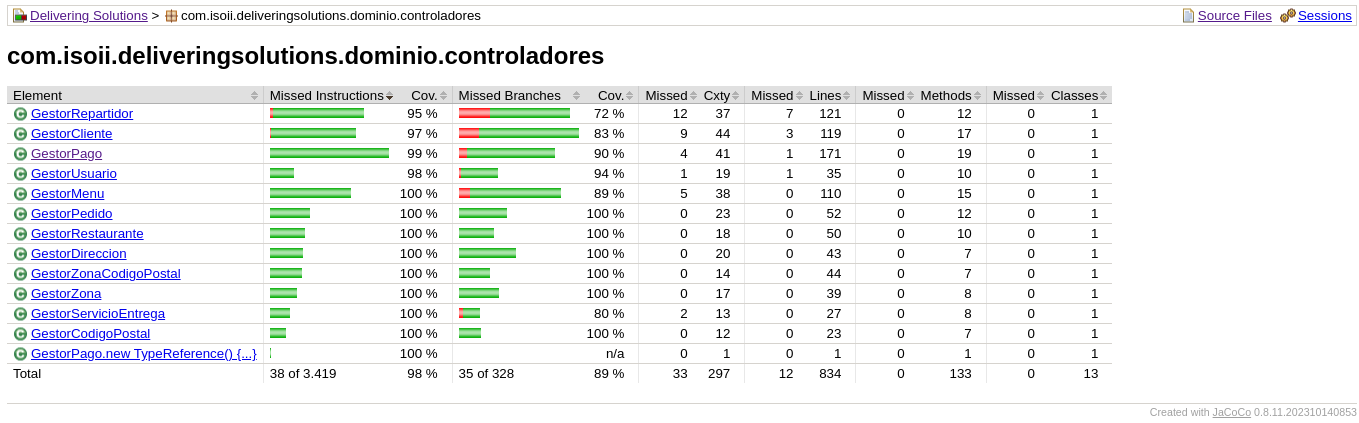 Delivering Solutions > com.isoii.deliveringsolutions.dominio.controladores Source Files Sessions
com.isoii.deliveringsolutions.dominio.controladores
Element Missed Instructions Cov. Missed Branches Cov. Missed Cxty Missed Lines Missed Methods Missed Classes
GestorRepartidor 95 % 72 % 12 37 7 121 0 12 0 1
GestorCliente 97 % 83 % 9 44 3 119 0 17 0 1
GestorPago 99 % 90 % 4 41 1 171 0 19 0 1
GestorUsuario 98 % 94 % 1 19 1 35 0 10 0 1
GestorMenu 100 % 89 % 5 38 0 110 0 15 0 1
GestorPedido 100 % 100 % 0 23 0 52 0 12 0 1
GestorRestaurante 100 % 100 % 0 18 0 50 0 10 0 1
GestorDireccion 100 % 100 % 0 20 0 43 0 7 0 1
GestorZonaCodigoPostal 100 % 100 % 0 14 0 44 0 7 0 1
GestorZona 100 % 100 % 0 17 0 39 0 8 0 1
GestorServicioEntrega 100 % 80 % 2 13 0 27 0 8 0 1
GestorCodigoPostal 100 % 100 % 0 12 0 23 0 7 0 1
GestorPago.new TypeReference() {...} 100 % n/a 0 1 0 1 0 1 0 1
Total 38 of 3.419 98 % 35 of 328 89 % 33 297 12 834 0 133 0 13
Created with JaCoCo 0.8.11.202310140853